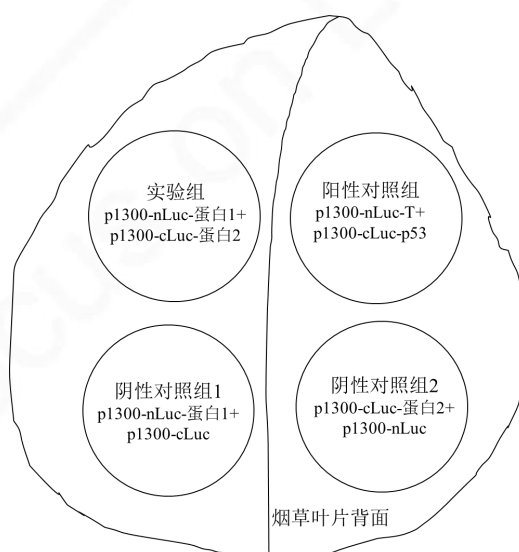 实验组
p1300-nLuc-蛋白1+
p1300-cLuc-蛋白2
阳性对照组
p1300-nLuc-T+
p1300-cLuc-p53
阴性对照组1
p1300-nLuc-蛋白1+
p1300-cLuc
阴性对照组2
p1300-cLuc-蛋白2+
p1300-nLuc
烟草叶片背面